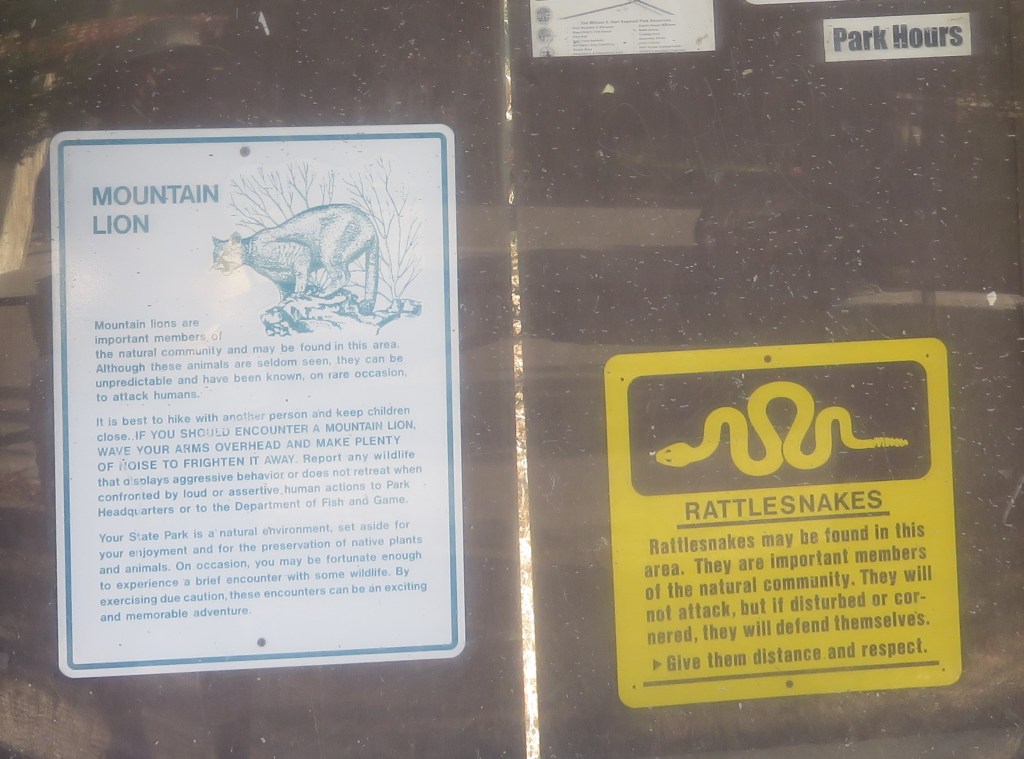 Park Hours
MOUNTAIN
LION
Mountain lions are
important members of
the natural community and may be found in this area.
Although these animals are seldom seen, they can be
unpredictable and have been known, on rare occasion,
to attack humans.
It is best to hike with another person and keep children
close. IF YOU SHOULD ENCOUNTER A MOUNTAIN LION,
WAVE YOUR ARMS OVERHEAD AND MAKE PLENTY
OF NOISE TO FRIGHTEN IT AWAY. Report any wildlife
that displays aggressive behavior or does not retreat when
confronted by loud or assertive human actions to Park
Headquarters or to the Department of Fish and Game.
Your State Park is a natural environment, set aside for
your enjoyment and for the preservation of native plants
and animals. On occasion, you may be fortunate enough
to experience a brief encounter with some wildlife. By
exercising due caution, these encounters can be an exciting
and memorable adventure.
RATTLESNAKES
Rattlesnakes may be found in this
area. They are important members
of the natural community. They will
not attack, but if disturbed or cor-
nered, they will defend themselves.
▶ Give them distance and respect.